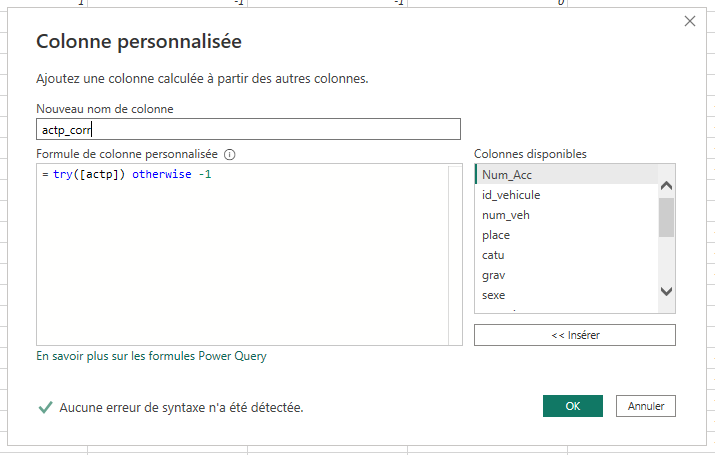 1 -1 -1 0
Colonne personnalisée
Ajoutez une colonne calculée à partir des autres colonnes.
Nouveau nom de colonne
actp_corr
Formule de colonne personnalisée
= try([actp]) otherwise -1
Colonnes disponibles
Num_Acc
id_vehicule
num_veh
place
catu
grav
sexe
<< Insérer
En savoir plus sur les formules Power Query
Aucune erreur de syntaxe n'a été détectée.
OK
Annuler